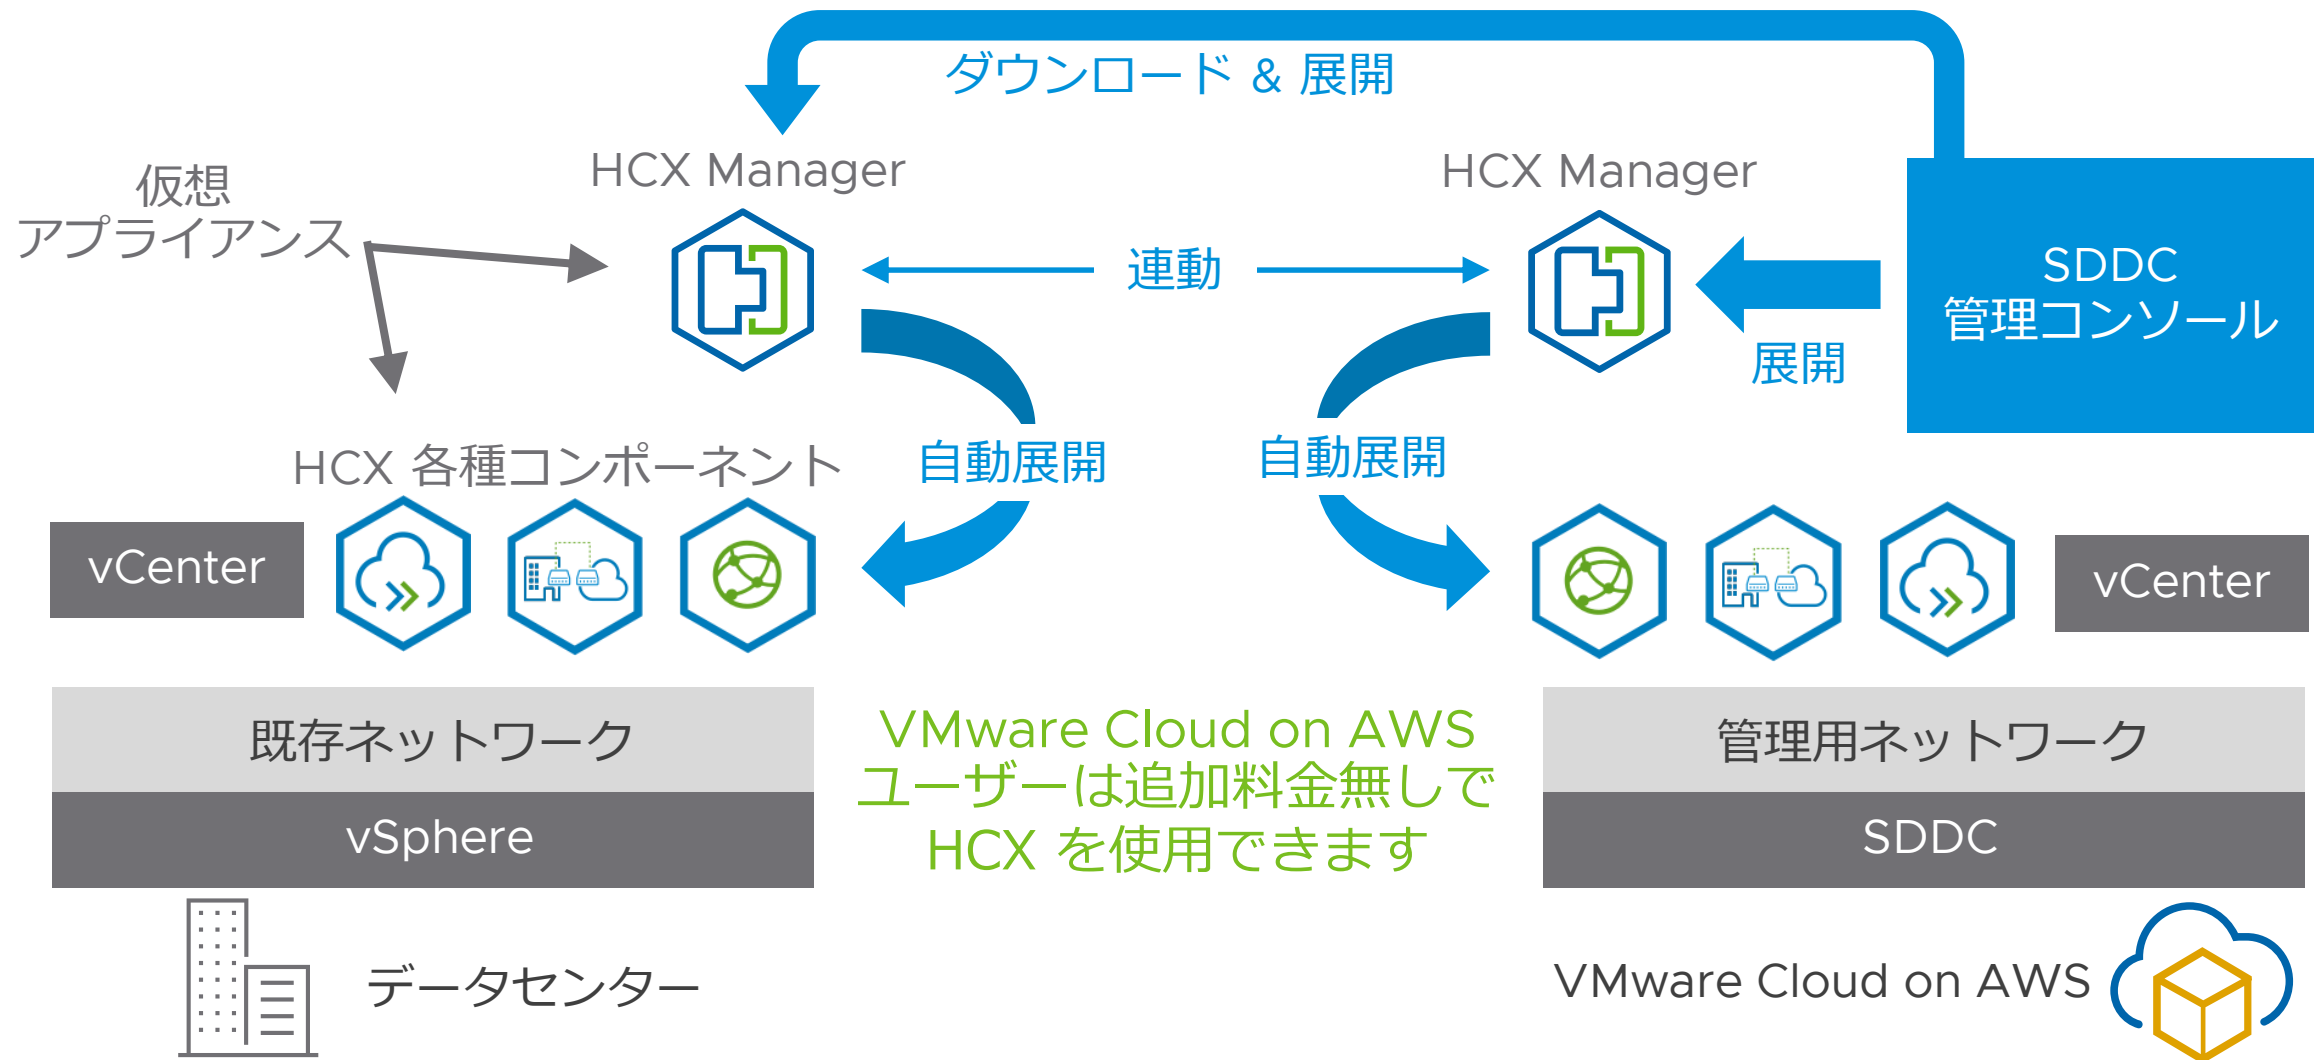 ダウンロード & 展開
仮想
アプライアンス
HCX Manager
HCX Manager
連動
SDDC
管理コンソール
展開
HCX 各種コンポーネント
自動展開
自動展開
vCenter
vCenter
既存ネットワーク
vSphere
VMware Cloud on AWS
ユーザーは追加料金無しで
HCX を使用できます
管理用ネットワーク
SDDC
データセンター
VMware Cloud on AWS